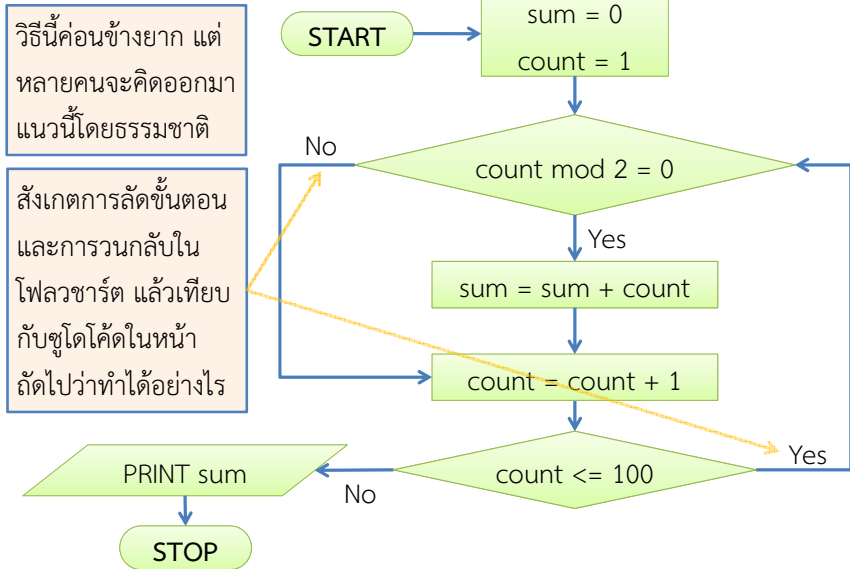 วิธีนี้ค่อนข้างยาก แต่
หลายคนจะคิดออกมา
แนวนี้โดยธรรมชาติ
สังเกตการลัดขั้นตอน
และการวนกลับใน
โฟลวชาร์ต แล้วเทียบ
กับซูโดโค้ดในหน้า
ถัดไปว่าทำได้อย่างไร
START
sum = 0
count = 1
No
count mod 2 = 0
Yes
sum = sum + count
count = count + 1
count <= 100
Yes
No
PRINT sum
STOP